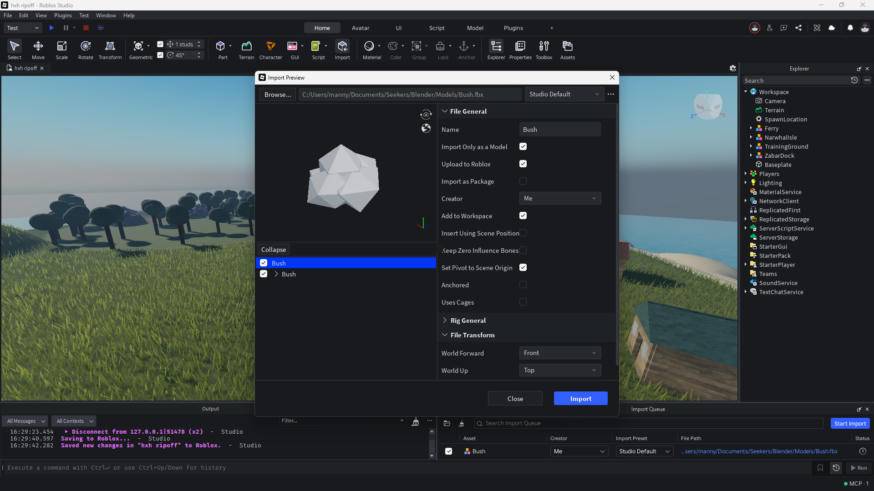 hxh ripoff - Roblox Studio
File Edit View Plugins Test Window Help
Test
Home Avatar UI Script Model Plugins +
Select Move Scale Rotate Transform Geometric 1 studs 45° Part Terrain Character GUI Script Import Material Color Group Lock Anchor Explorer Properties Toolbox Assets
hxh ripoff
Import Preview
Browse... C:/Users/manny/Documents/Seekers/Blender/Models/Bush.fbx Studio Default
File General
Name Bush
Import Only as a Model
Upload to Roblox
Import as Package
Creator Me
Add to Workspace
Insert Using Scene Position
Keep Zero Influence Bones
Set Pivot to Scene Origin
Anchored
Uses Cages
Rig General
File Transform
World Forward Front
World Up Top
Collapse
Bush
Bush
Close Import
Explorer
Search
Workspace
Camera
Terrain
SpawnLocation
Ferry
NarwhalIsle
TrainingGround
ZabarDock
Baseplate
Players
Lighting
MaterialService
NetworkClient
ReplicatedFirst
ReplicatedStorage
ServerScriptService
ServerStorage
StarterGui
StarterPack
StarterPlayer
Teams
SoundService
TextChatService
Output
All Messages All Contexts Filter...
16:29:23.454 Disconnect from 127.0.0.1|51478 (x2) - Studio
16:29:40.597 Saving to Roblox... - Studio
16:29:42.282 Saved new changes in "hxh ripoff" to Roblox. - Studio
Import Queue
Search Import Queue Start Import
Asset Creator Import Preset File Path Status
Bush Me Studio Default ...sers/manny/Documents/Seekers/Blender/Models/Bush.fbx
Execute a command with Ctrl+↵ or use Ctrl+Up/Down for history
Run
MCP · 1